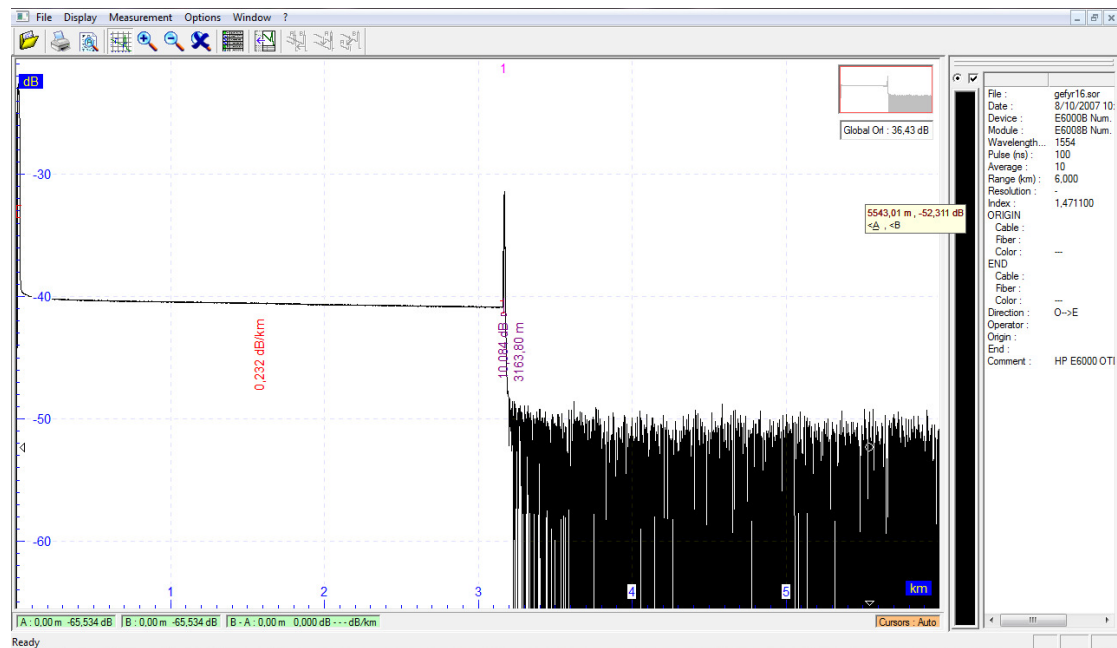 File Display Measurement Options Window ?
dB
1
Global Orl : 36,43 dB
-30
5543,01 m , -52,311 dB
<A , <B
-40
0,232 dB/km
10,084 dB
3163,80 m
-50
-60
1 2 3 4 5 km
A : 0,00 m -65,534 dB B : 0,00 m -65,534 dB B - A : 0,00 m 0,000 dB - - - dB/km Cursors : Auto
Ready
File : gefyr16.sor
Date : 8/10/2007 10:
Device : E6000B Num.
Module : E6008B Num.
Wavelength... 1554
Pulse (ns) : 100
Average : 10
Range (km) : 6,000
Resolution : -
Index : 1,471100
ORIGIN
Cable :
Fiber :
Color : ---
END
Cable :
Fiber :
Color : ---
Direction : O-->E
Operator :
Origin :
End :
Comment : HP E6000 OTI